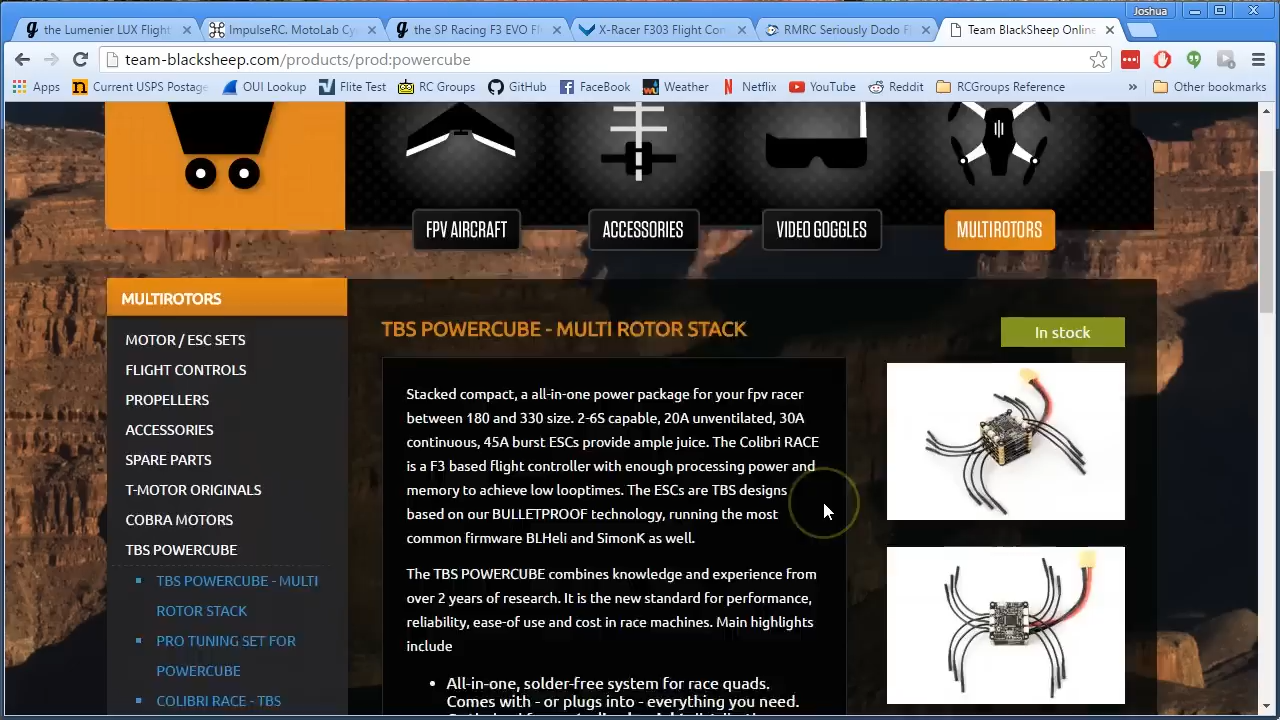 Joshua
the Lumenier LUX Flight
ImpulseRC. MotoLab Cy
the SP Racing F3 EVO Fl
X-Racer F303 Flight Con
RMRC Seriously Dodo F
Team BlackSheep Online
team-blacksheep.com/products/prod:powercube
Apps
Current USPS Postage
OUI Lookup
Flite Test
RC Groups
GitHub
FaceBook
Weather
Netflix
YouTube
Reddit
RCGroups Reference
»
Other bookmarks
FPV AIRCRAFT
ACCESSORIES
VIDEO GOGGLES
MULTIROTORS
MULTIROTORS
MOTOR / ESC SETS
FLIGHT CONTROLS
PROPELLERS
ACCESSORIES
SPARE PARTS
T-MOTOR ORIGINALS
COBRA MOTORS
TBS POWERCUBE
TBS POWERCUBE - MULTI
ROTOR STACK
PRO TUNING SET FOR
POWERCUBE
COLIBRI RACE - TBS
TBS POWERCUBE - MULTI ROTOR STACK
In stock
Stacked compact, a all-in-one power package for your fpv racer
between 180 and 330 size. 2-6S capable, 20A unventilated, 30A
continuous, 45A burst ESCs provide ample juice. The Colibri RACE
is a F3 based flight controller with enough processing power and
memory to achieve low looptimes. The ESCs are TBS designs
based on our BULLETPROOF technology, running the most
common firmware BLHeli and SimonK as well.
The TBS POWERCUBE combines knowledge and experience from
over 2 years of research. It is the new standard for performance,
reliability, ease-of use and cost in race machines. Main highlights
include
• All-in-one, solder-free system for race quads.
Comes with - or plugs into - everything you need.